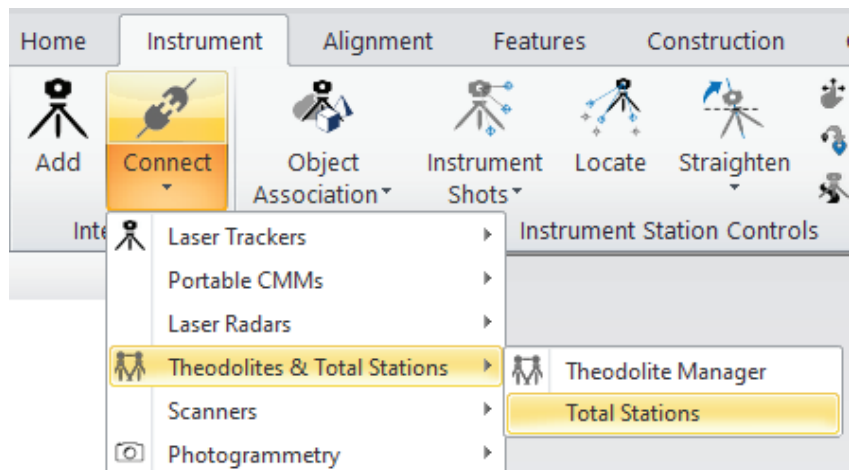 Home Instrument Alignment Features Construction
Add Connect Object Instrument Locate Straighten
Association Shots
Instrument Station Controls
Laser Trackers
Portable CMMs
Laser Radars
Theodolites & Total Stations Theodolite Manager
Scanners Total Stations
Photogrammetry